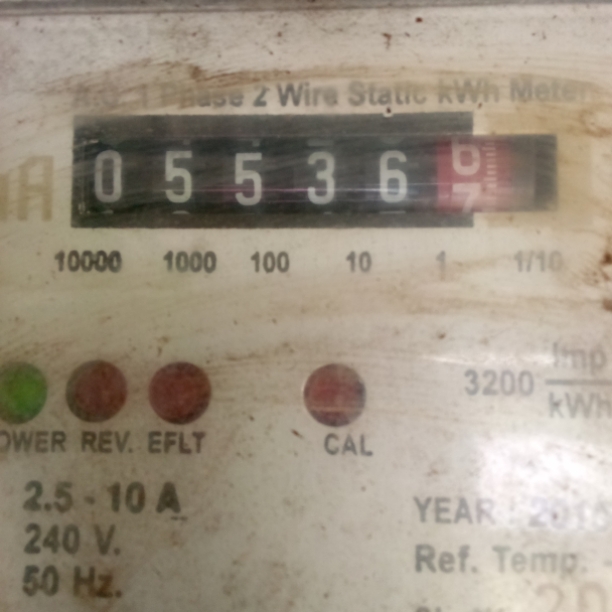 A.C. 1 Phase 2 Wire Static kWh Meter
0 5 5 3 6 6
10000 1000 100 10 1 1/10
3200 Imp
kWh
POWER REV. EFLT CAL
2.5 - 10 A
240 V.
50 Hz.
YEAR :
Ref. Temp.